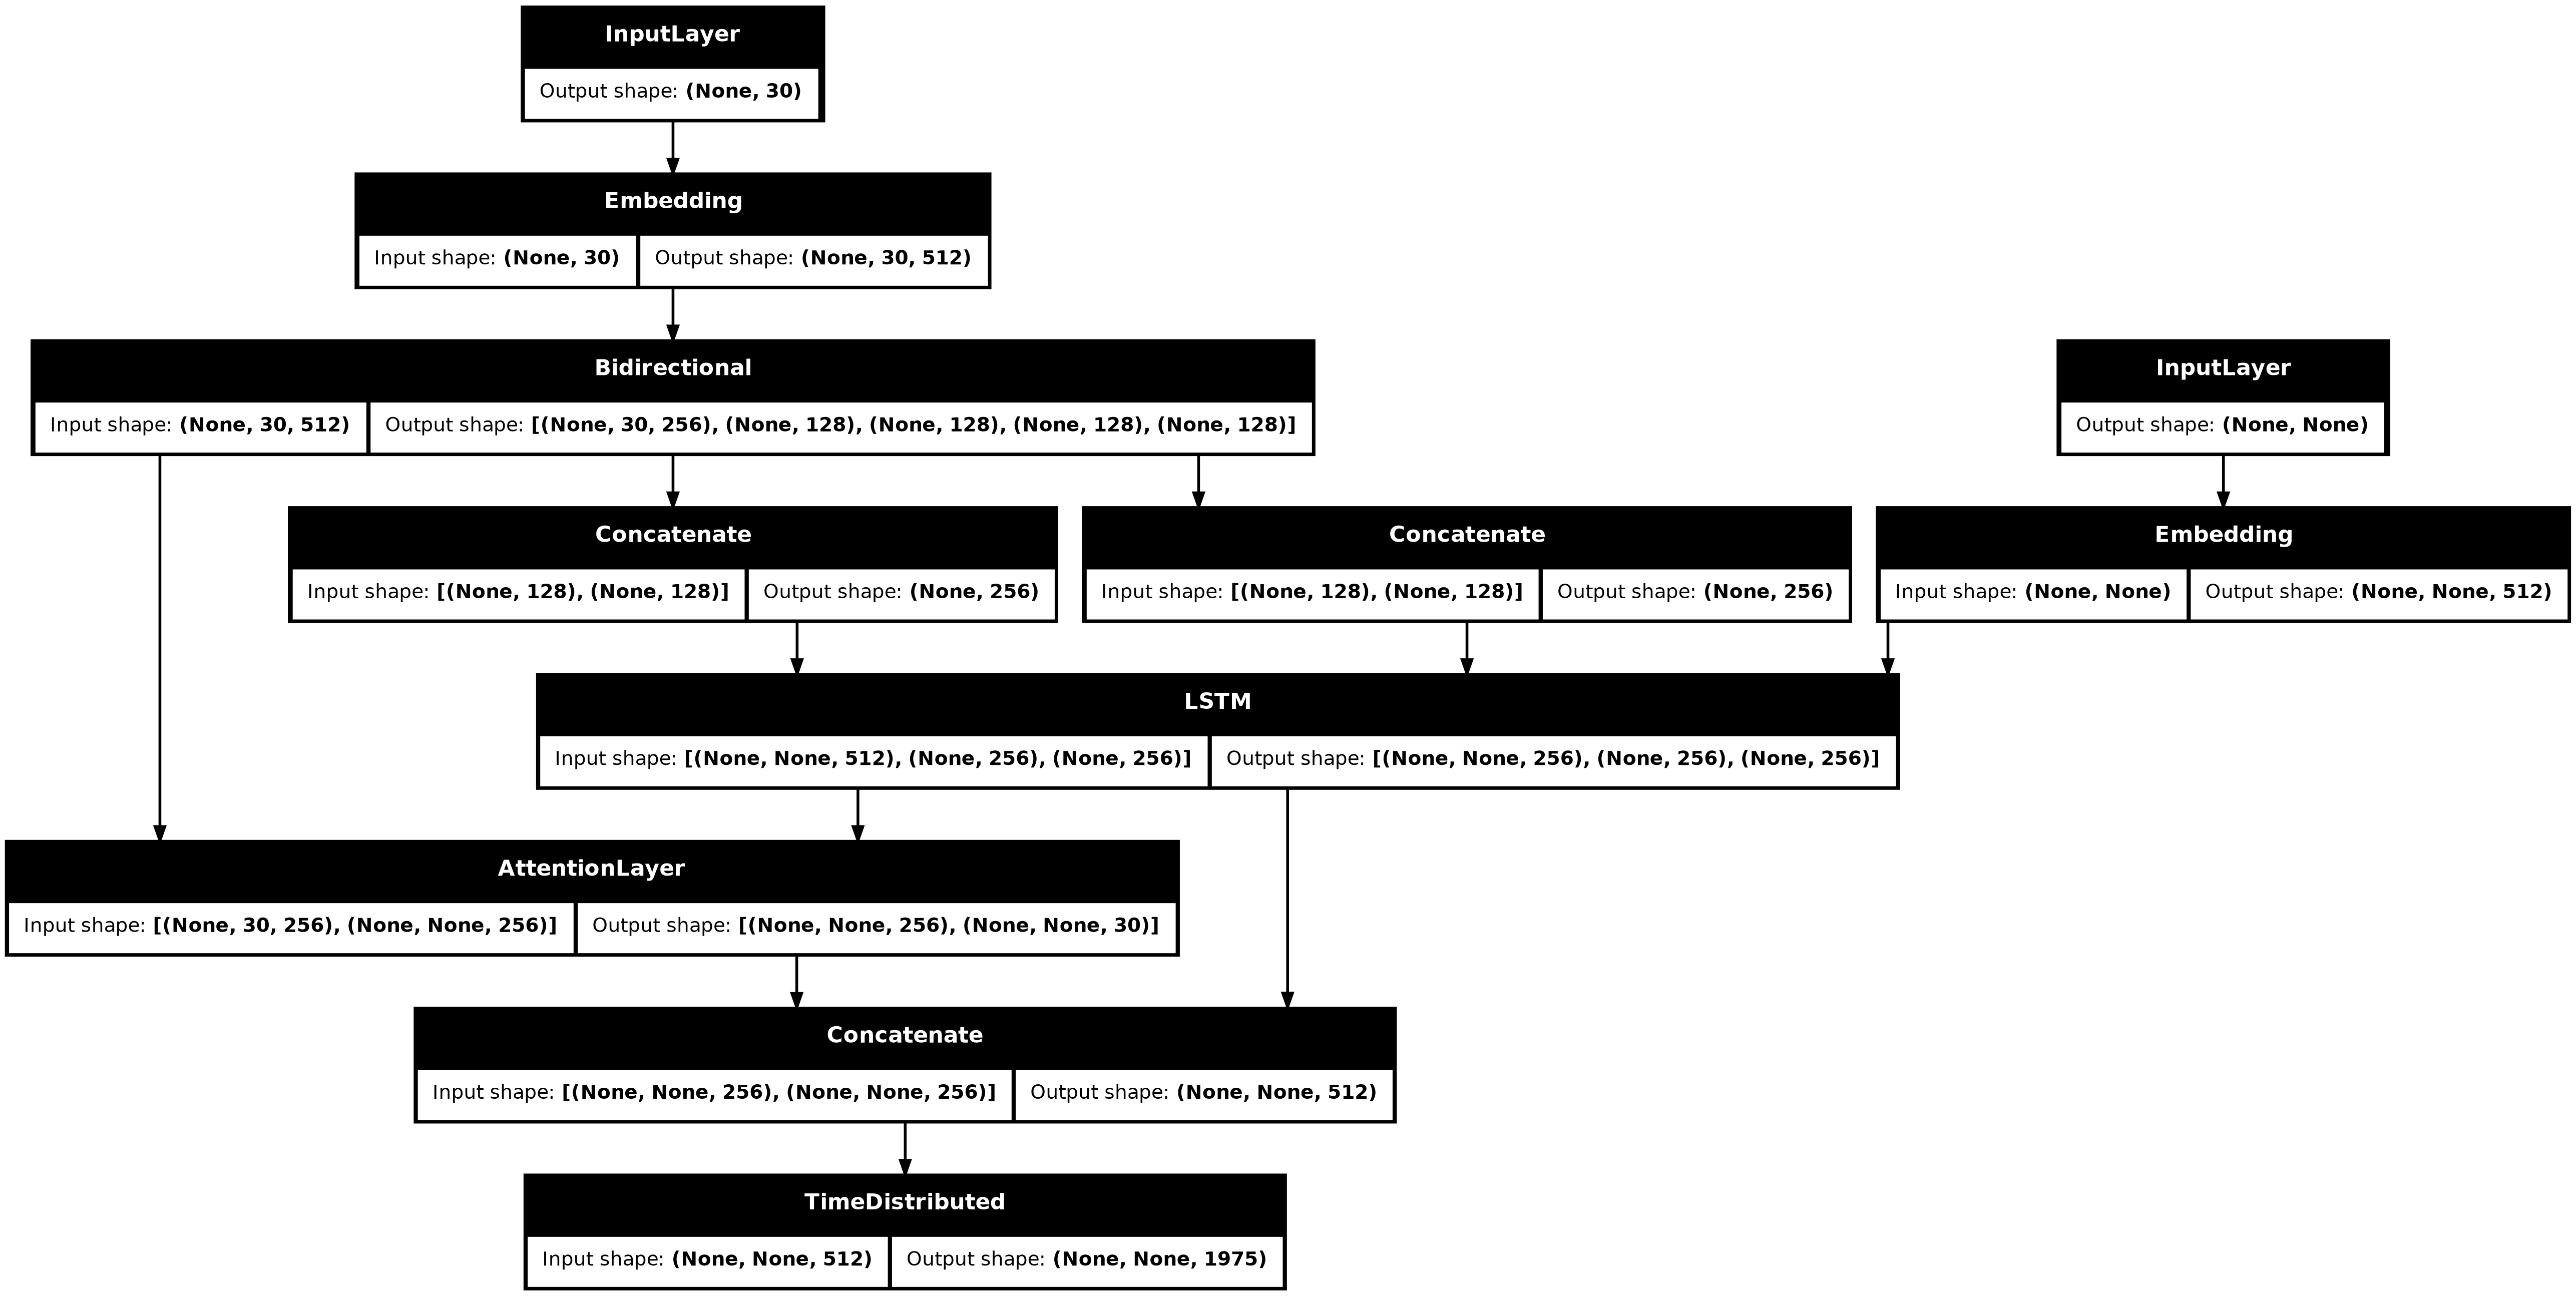 InputLayer
Output shape: (None, 30)
Embedding
Input shape: (None, 30) Output shape: (None, 30, 512)
Bidirectional
Input shape: (None, 30, 512) Output shape: [(None, 30, 256), (None, 128), (None, 128), (None, 128), (None, 128)]
InputLayer
Output shape: (None, None)
Concatenate
Input shape: [(None, 128), (None, 128)] Output shape: (None, 256)
Concatenate
Input shape: [(None, 128), (None, 128)] Output shape: (None, 256)
Embedding
Input shape: (None, None) Output shape: (None, None, 512)
LSTM
Input shape: [(None, None, 512), (None, 256), (None, 256)] Output shape: [(None, None, 256), (None, 256), (None, 256)]
AttentionLayer
Input shape: [(None, 30, 256), (None, None, 256)] Output shape: [(None, None, 256), (None, None, 30)]
Concatenate
Input shape: [(None, None, 256), (None, None, 256)] Output shape: (None, None, 512)
TimeDistributed
Input shape: (None, None, 512) Output shape: (None, None, 1975)